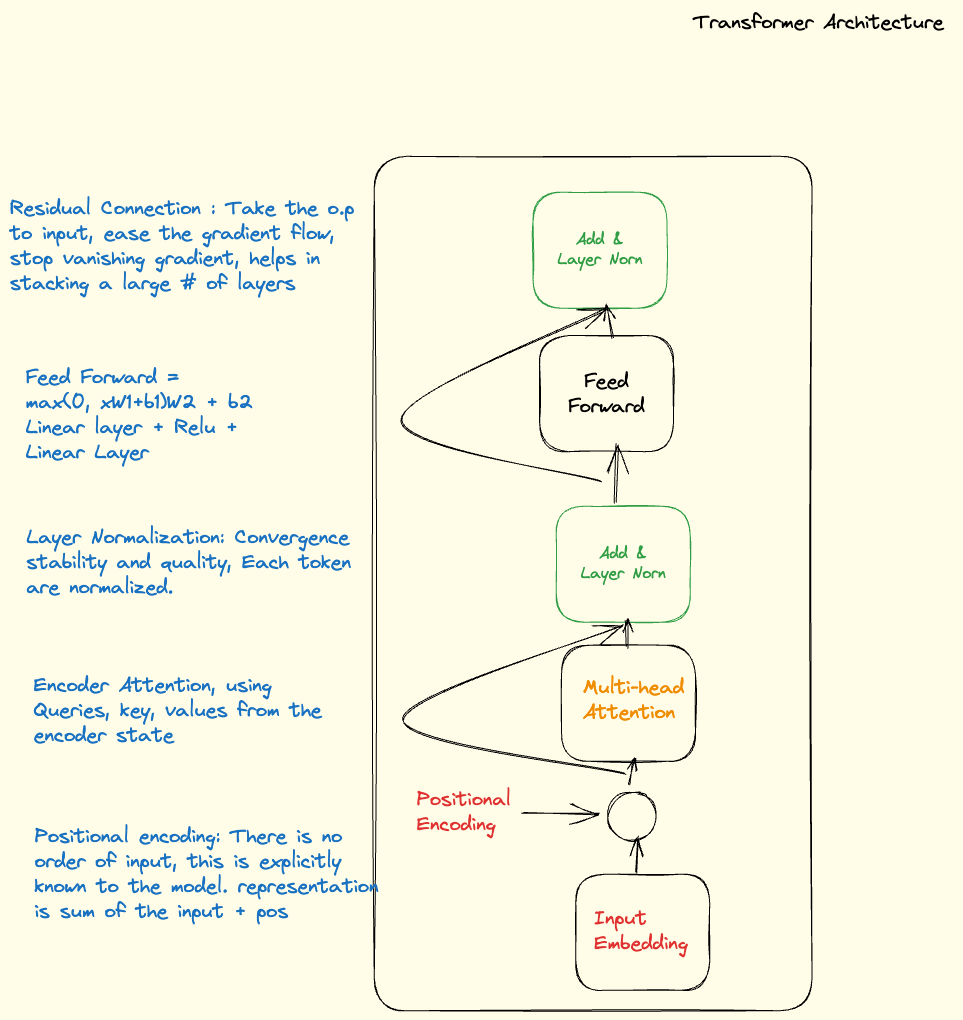 Transformer Architecture
Residual Connection : Take the o.p
to input, ease the gradient flow,
stop vanishing gradient, helps in
stacking a large # of layers
Add &
Layer Norn
Feed Forward =
max(0, xW1+b1)W2 + b2
Linear layer + Relu +
Linear Layer
Feed
Forward
Layer Normalization: Convergence
stability and quality, Each token
are normalized.
Add &
Layer Norn
Encoder Attention, using
Queries, key, values from the
encoder state
Multi-head
Attention
Positional
Encoding
Positional encoding: There is no
order of input, this is explicitly
known to the model. representation
is sum of the input + pos
Input
Embedding